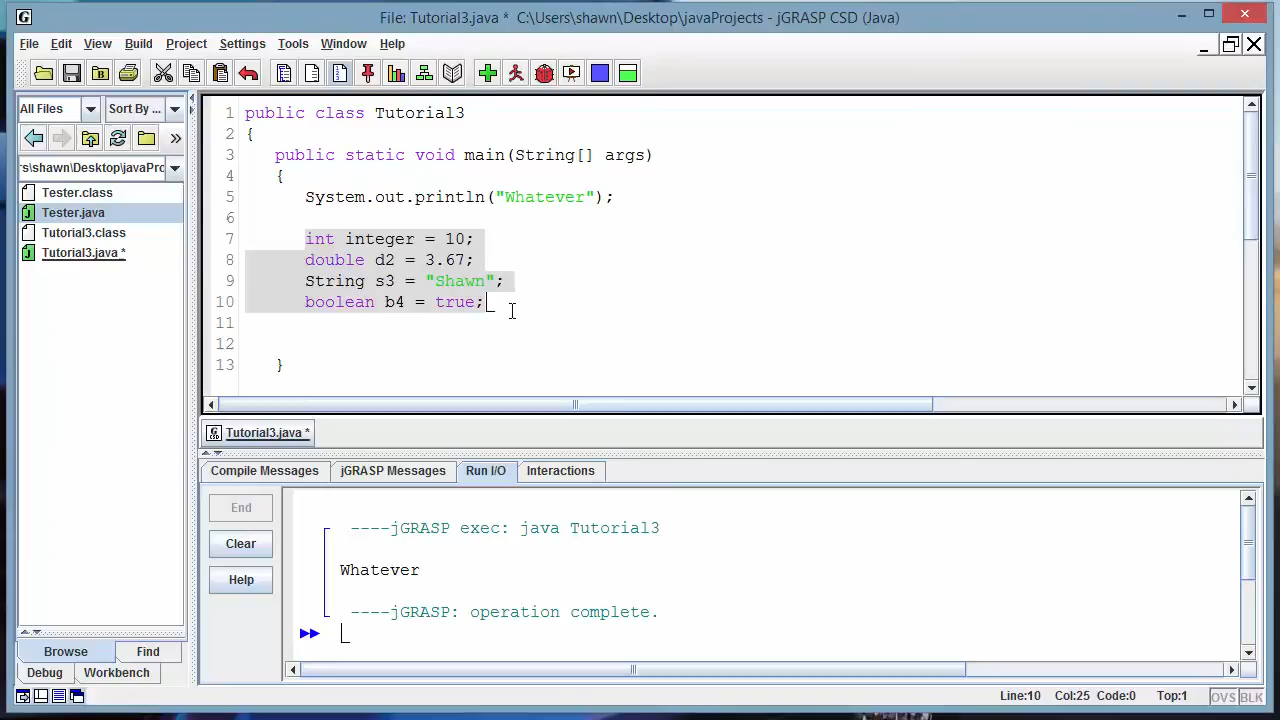 File: Tutorial3.java * C:\Users\shawn\Desktop\javaProjects - jGRASP CSD (Java)
File Edit View Build Project Settings Tools Window Help
All Files Sort By ...
s\shawn\Desktop\javaProj
Tester.class
Tester.java
Tutorial3.class
Tutorial3.java *
1 public class Tutorial3
2 {
3 public static void main(String[] args)
4 {
5 System.out.println("Whatever");
6
7 int integer = 10;
8 double d2 = 3.67;
9 String s3 = "Shawn";
10 boolean b4 = true;
11
12
13 }
Tutorial3.java *
Compile Messages jGRASP Messages Run I/O Interactions
End
Clear
Help
----jGRASP exec: java Tutorial3
Whatever
----jGRASP: operation complete.
Browse Find
Debug Workbench
Line:10 Col:25 Code:0 Top:1 OVS BLK